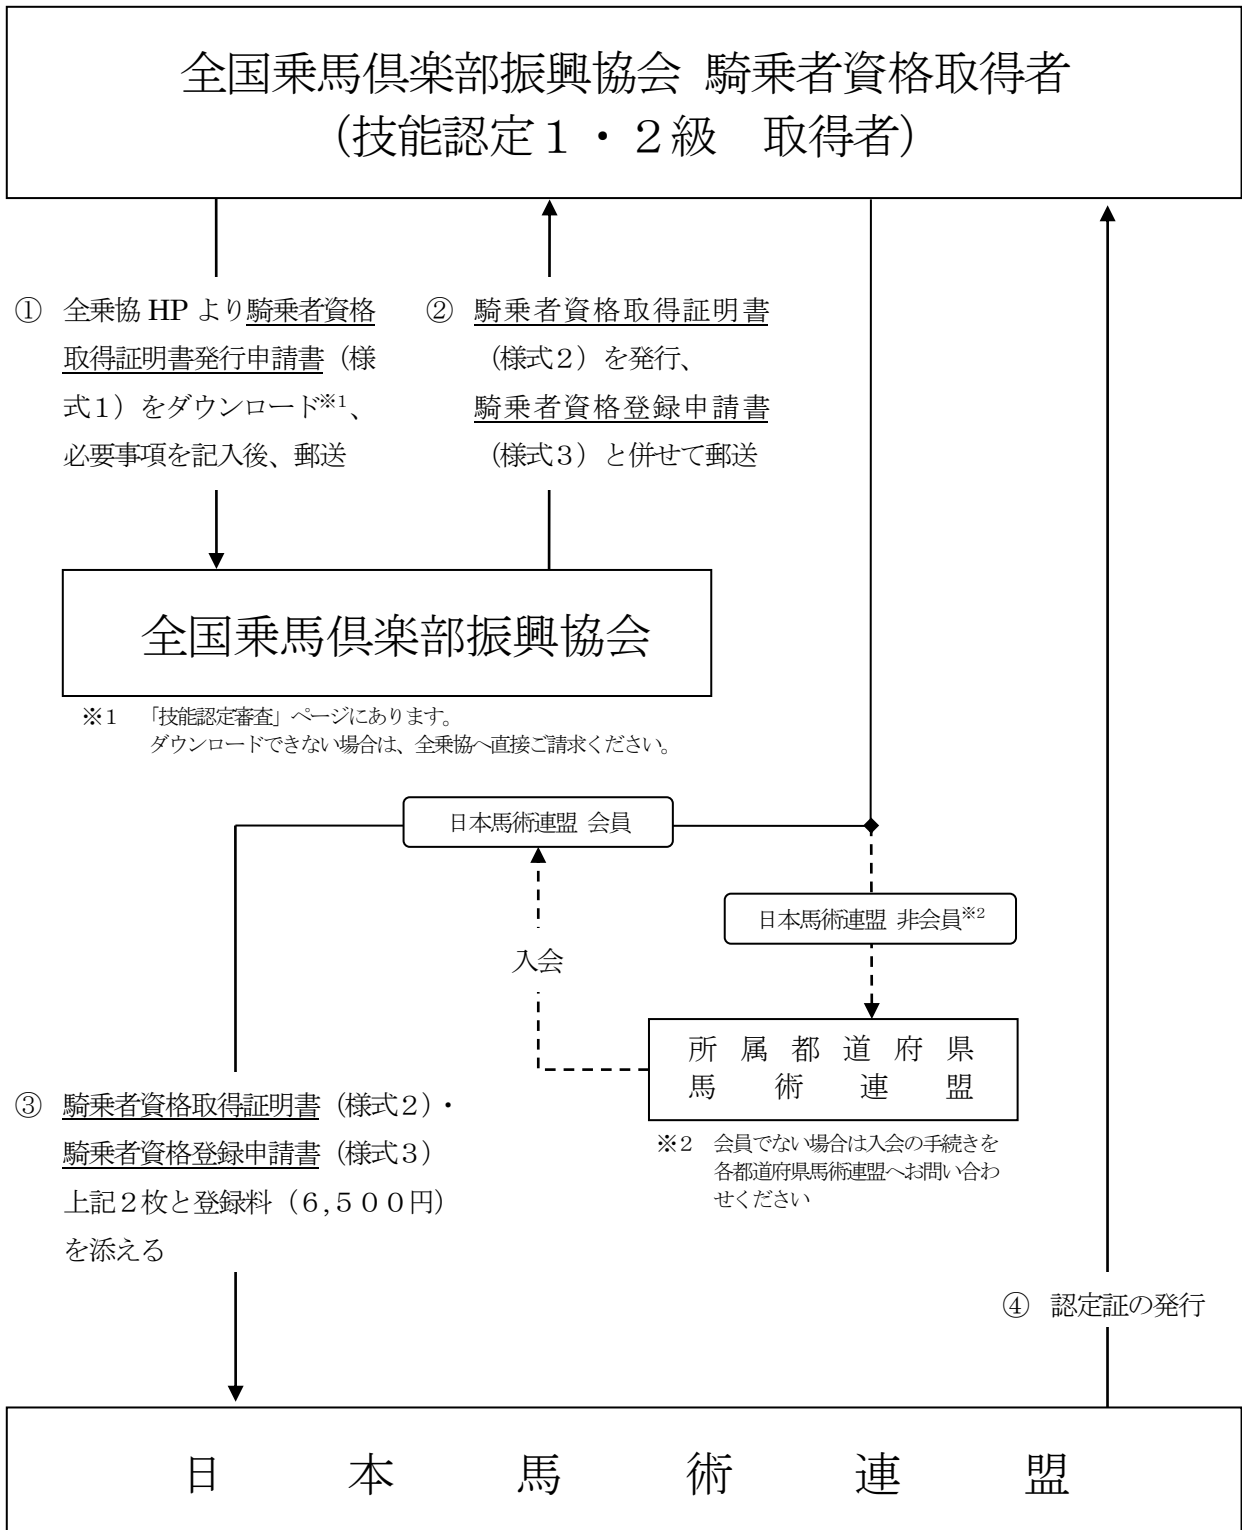 全国乗馬倶楽部振興協会 騎乗者資格取得者
（技能認定１・２級　取得者）
① 全乗協 HP より騎乗者資格
取得証明書発行申請書（様
式１）をダウンロード※1、
必要事項を記入後、郵送
② 騎乗者資格取得証明書
（様式２）を発行、
騎乗者資格登録申請書
（様式３）と併せて郵送
全国乗馬倶楽部振興協会
※１ 「技能認定審査」ページにあります。
ダウンロードできない場合は、全乗協へ直接ご請求ください。
日本馬術連盟 会員
日本馬術連盟 非会員※2
入会
所属都道府県
馬術連盟
※２ 会員でない場合は入会の手続きを
各都道府県馬術連盟へお問い合わ
せください
③ 騎乗者資格取得証明書（様式２）・
騎乗者資格登録申請書（様式３）
上記２枚と登録料（６,５００円）
を添える
④ 認定証の発行
日本馬術連盟